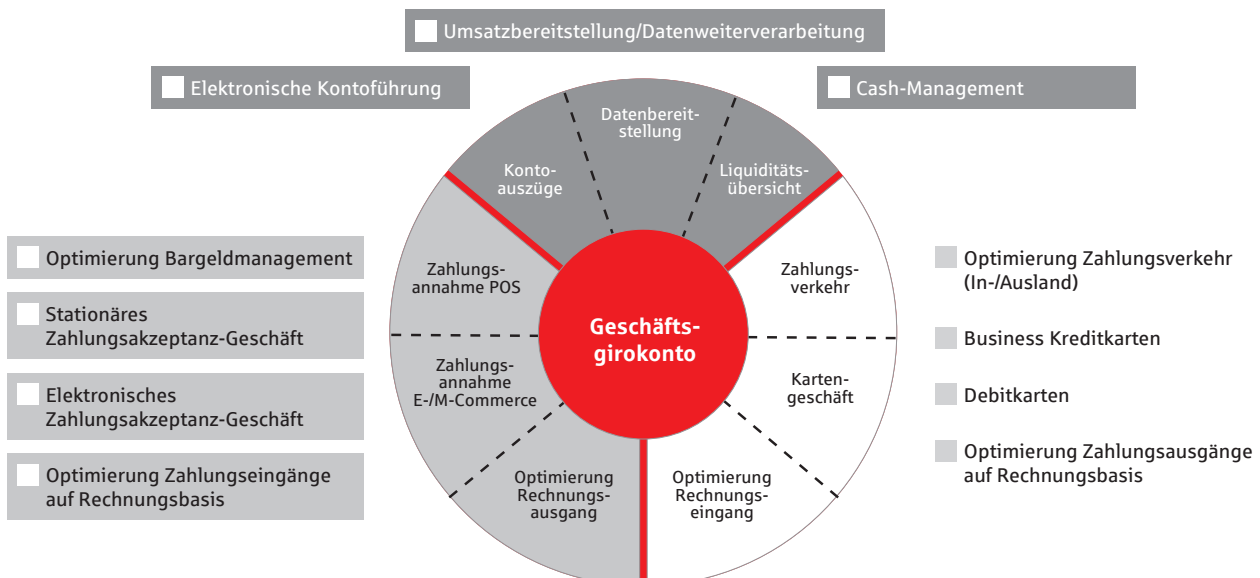 Umsatzbereitstellung/Datenweiterverarbeitung
Elektronische Kontoführung
Cash-Management
Datenbereit-
stellung
Konto-
auszüge
Liquiditäts-
übersicht
Optimierung Bargeldmanagement
Stationäres
Zahlungsakzeptanz-Geschäft
Elektronisches
Zahlungsakzeptanz-Geschäft
Optimierung Zahlungseingänge
auf Rechnungsbasis
Zahlungs-
annahme POS
Zahlungs-
annahme
E-/M-Commerce
Optimierung
Rechnungs-
ausgang
Geschäfts-
girokonto
Zahlungs-
verkehr
Karten-
geschäft
Optimierung
Rechnungs-
eingang
Optimierung Zahlungsverkehr
(In-/Ausland)
Business Kreditkarten
Debitkarten
Optimierung Zahlungsausgänge
auf Rechnungsbasis